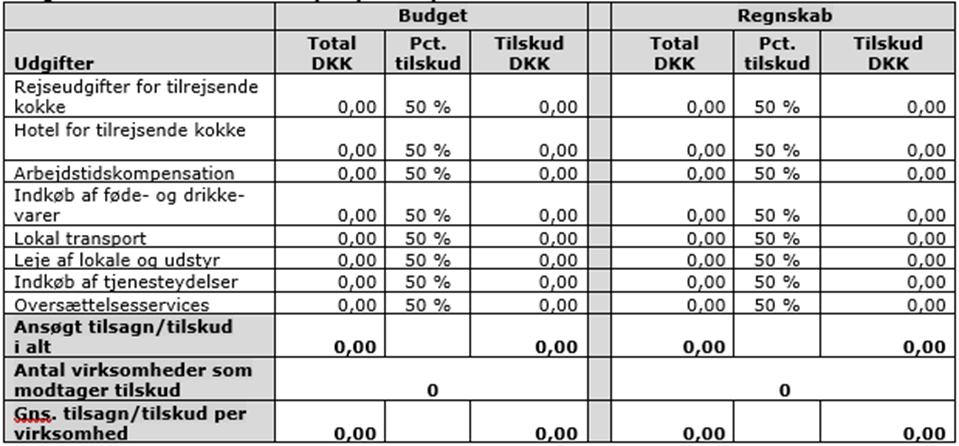 Budget Regnskab
Udgifter Total DKK Pct. tilskud Tilskud DKK Total DKK Pct. tilskud Tilskud DKK
Rejseudgifter for tilrejsende
kokke 0,00 50 % 0,00 0,00 50 % 0,00
Hotel for tilrejsende kokke
0,00 50 % 0,00 0,00 50 % 0,00
Arbejdstidskompensation 0,00 50 % 0,00 0,00 50 % 0,00
Indkøb af føde- og drikke-
varer 0,00 50 % 0,00 0,00 50 % 0,00
Lokal transport 0,00 50 % 0,00 0,00 50 % 0,00
Leje af lokale og udstyr 0,00 50 % 0,00 0,00 50 % 0,00
Indkøb af tjenesteydelser 0,00 50 % 0,00 0,00 50 % 0,00
Oversættelsesservices 0,00 50 % 0,00 0,00 50 % 0,00
Ansøgt tilsagn/tilskud
i alt 0,00 0,00 0,00 0,00
Antal virksomheder som
modtager tilskud 0 0
Gns. tilsagn/tilskud per
virksomhed 0,00 0,00 0,00 0,00